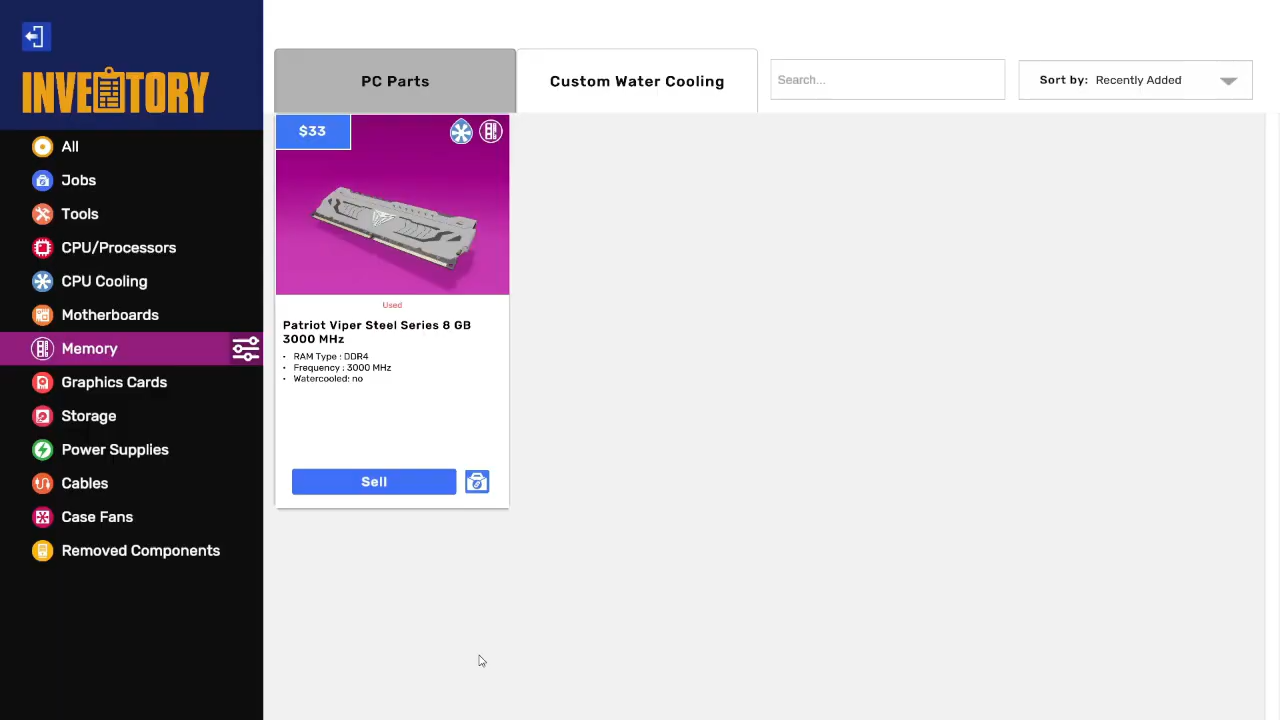 INVENTORY
All
Jobs
Tools
CPU/Processors
CPU Cooling
Motherboards
Memory
Graphics Cards
Storage
Power Supplies
Cables
Case Fans
Removed Components
PC Parts
Custom Water Cooling
Search...
Sort by: Recently Added
$33
Used
Patriot Viper Steel Series 8 GB
3000 MHz
• RAM Type : DDR4
• Frequency : 3000 MHz
• Watercooled: no
Sell